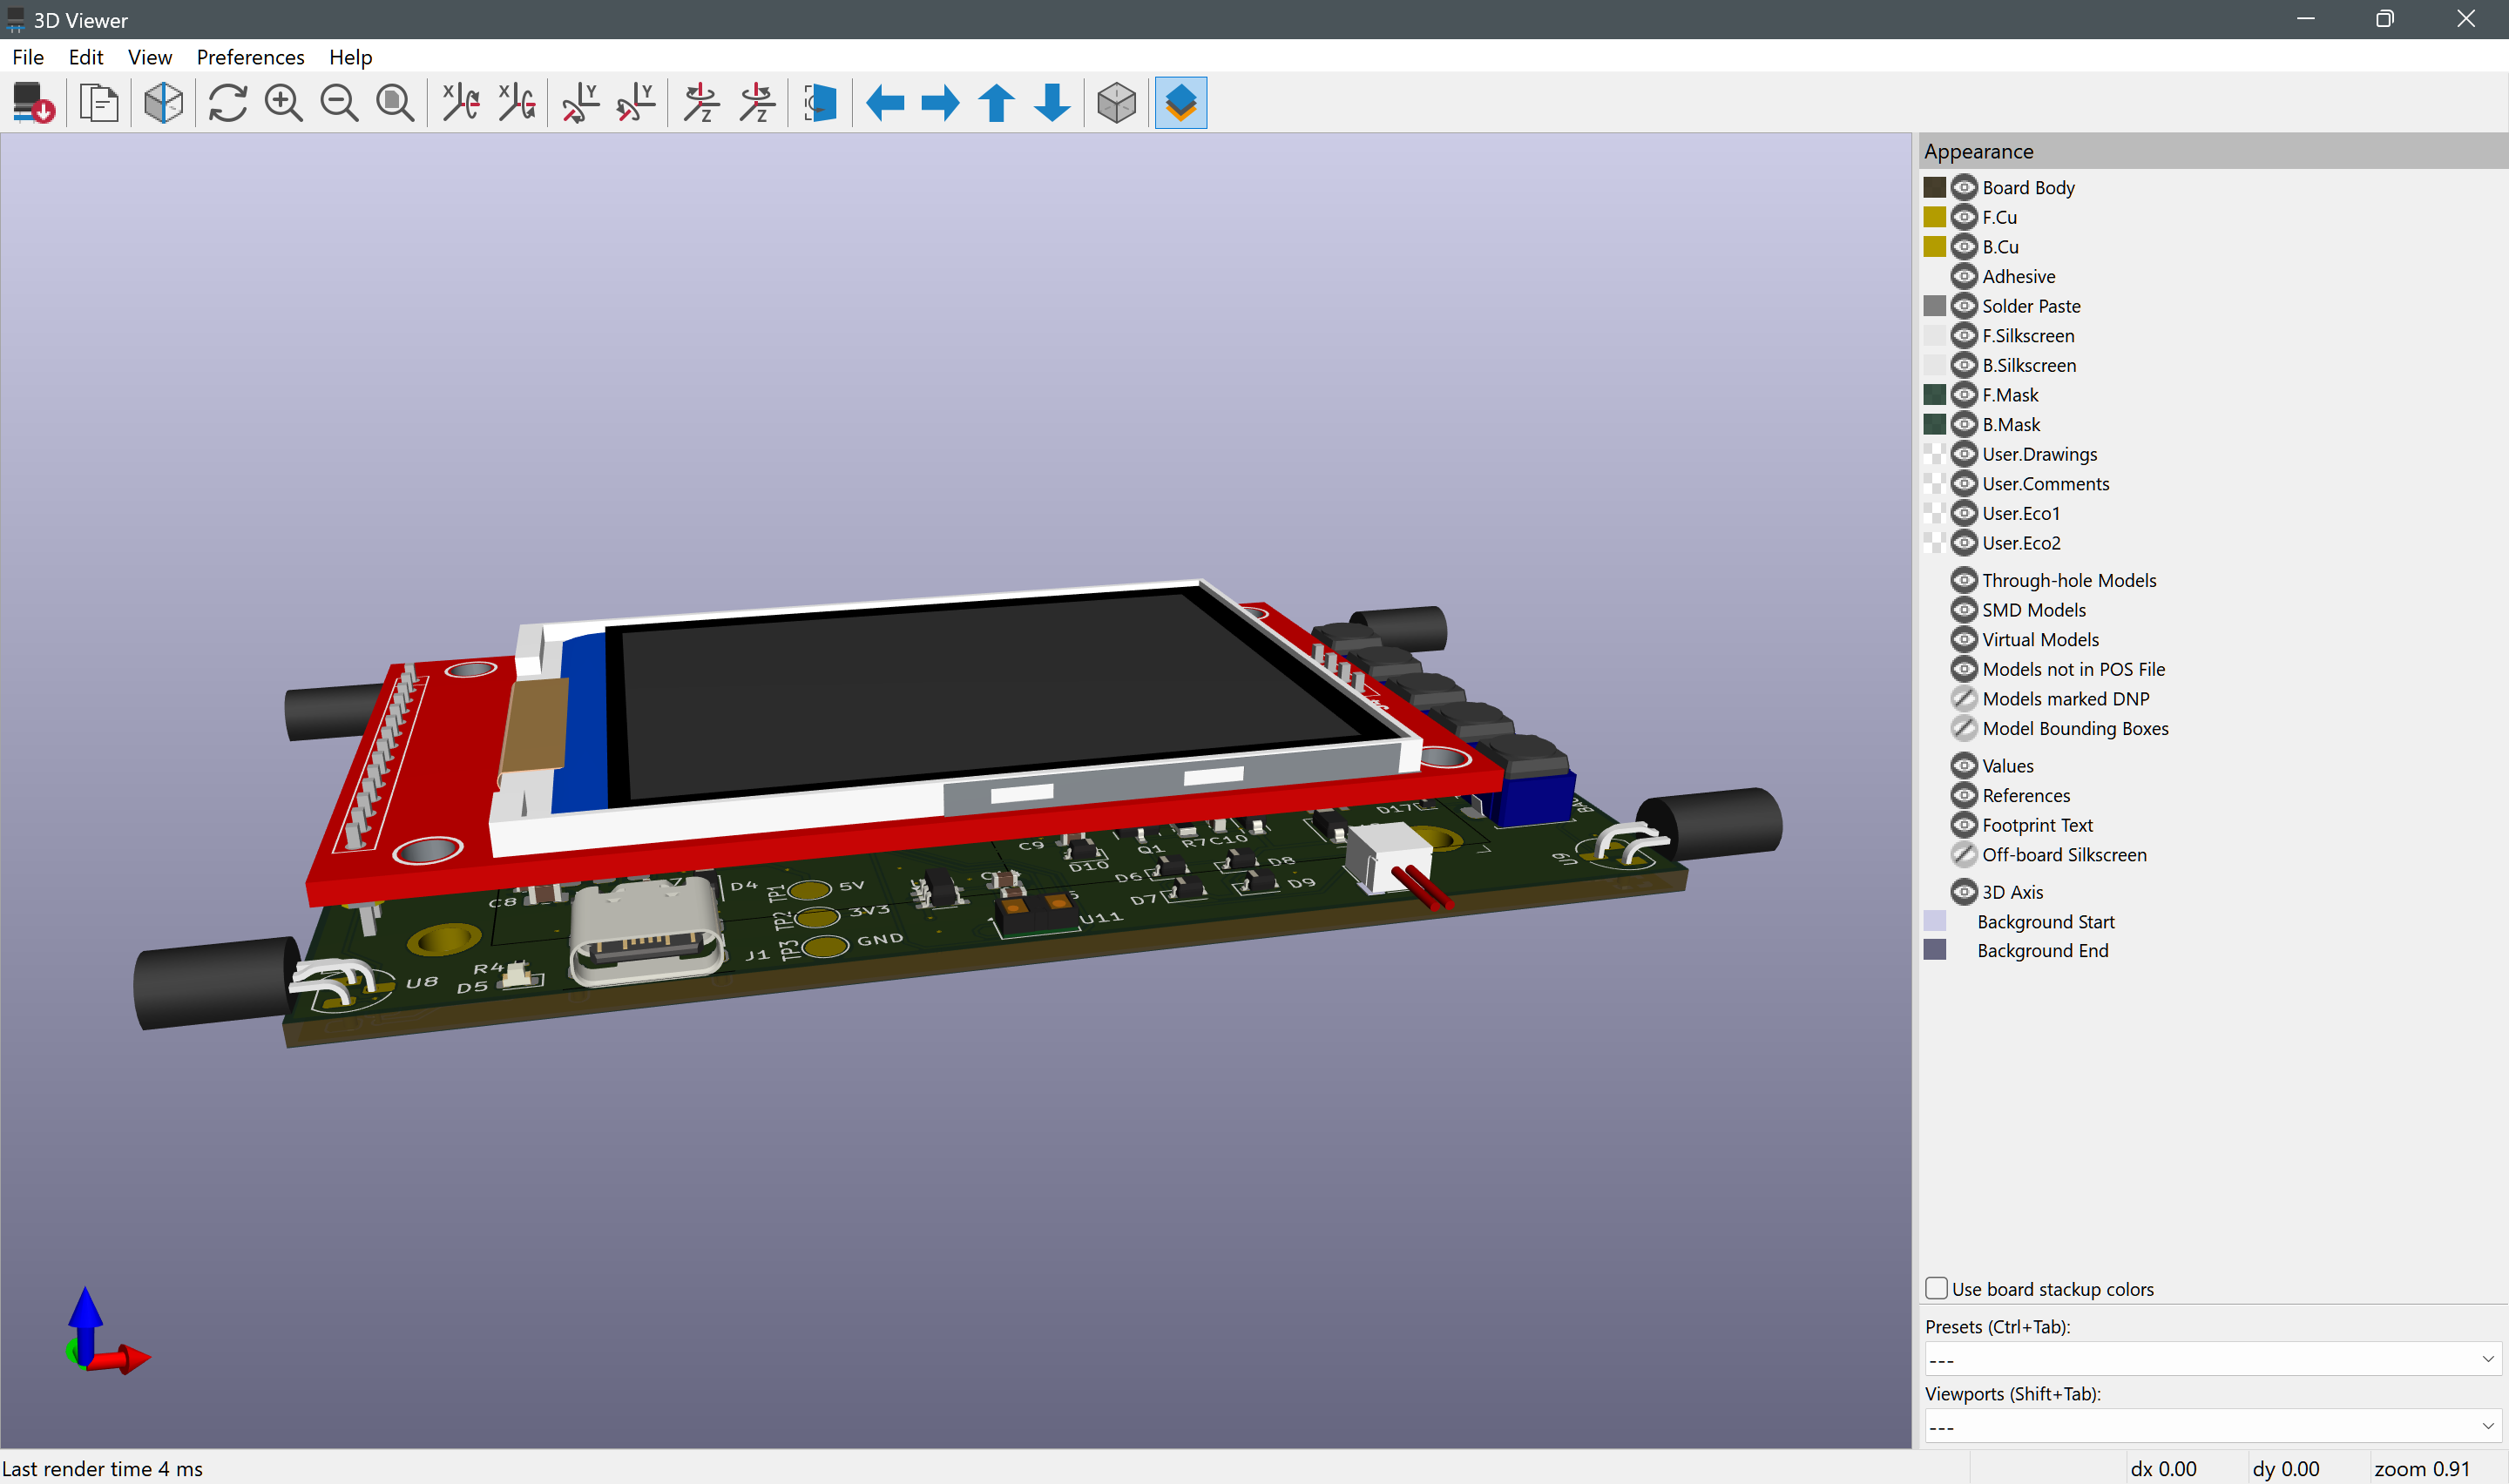 3D Viewer
File Edit View Preferences Help
X X Y Y Z Z
Appearance
Board Body
F.Cu
B.Cu
Adhesive
Solder Paste
F.Silkscreen
B.Silkscreen
F.Mask
B.Mask
User.Drawings
User.Comments
User.Eco1
User.Eco2
Through-hole Models
SMD Models
Virtual Models
Models not in POS File
Models marked DNP
Model Bounding Boxes
Values
References
Footprint Text
Off-board Silkscreen
3D Axis
Background Start
Background End
D17
C9 Q1 R7 C10
D10 D8
D6 D9
D7
U9
C8 D4 TP1 5V
TP2 3V3
U11
J1 TP3 GND
R4
U8 D5
Use board stackup colors
Presets (Ctrl+Tab):
---
Viewports (Shift+Tab):
---
Last render time 4 ms
dx 0.00 dy 0.00 zoom 0.91